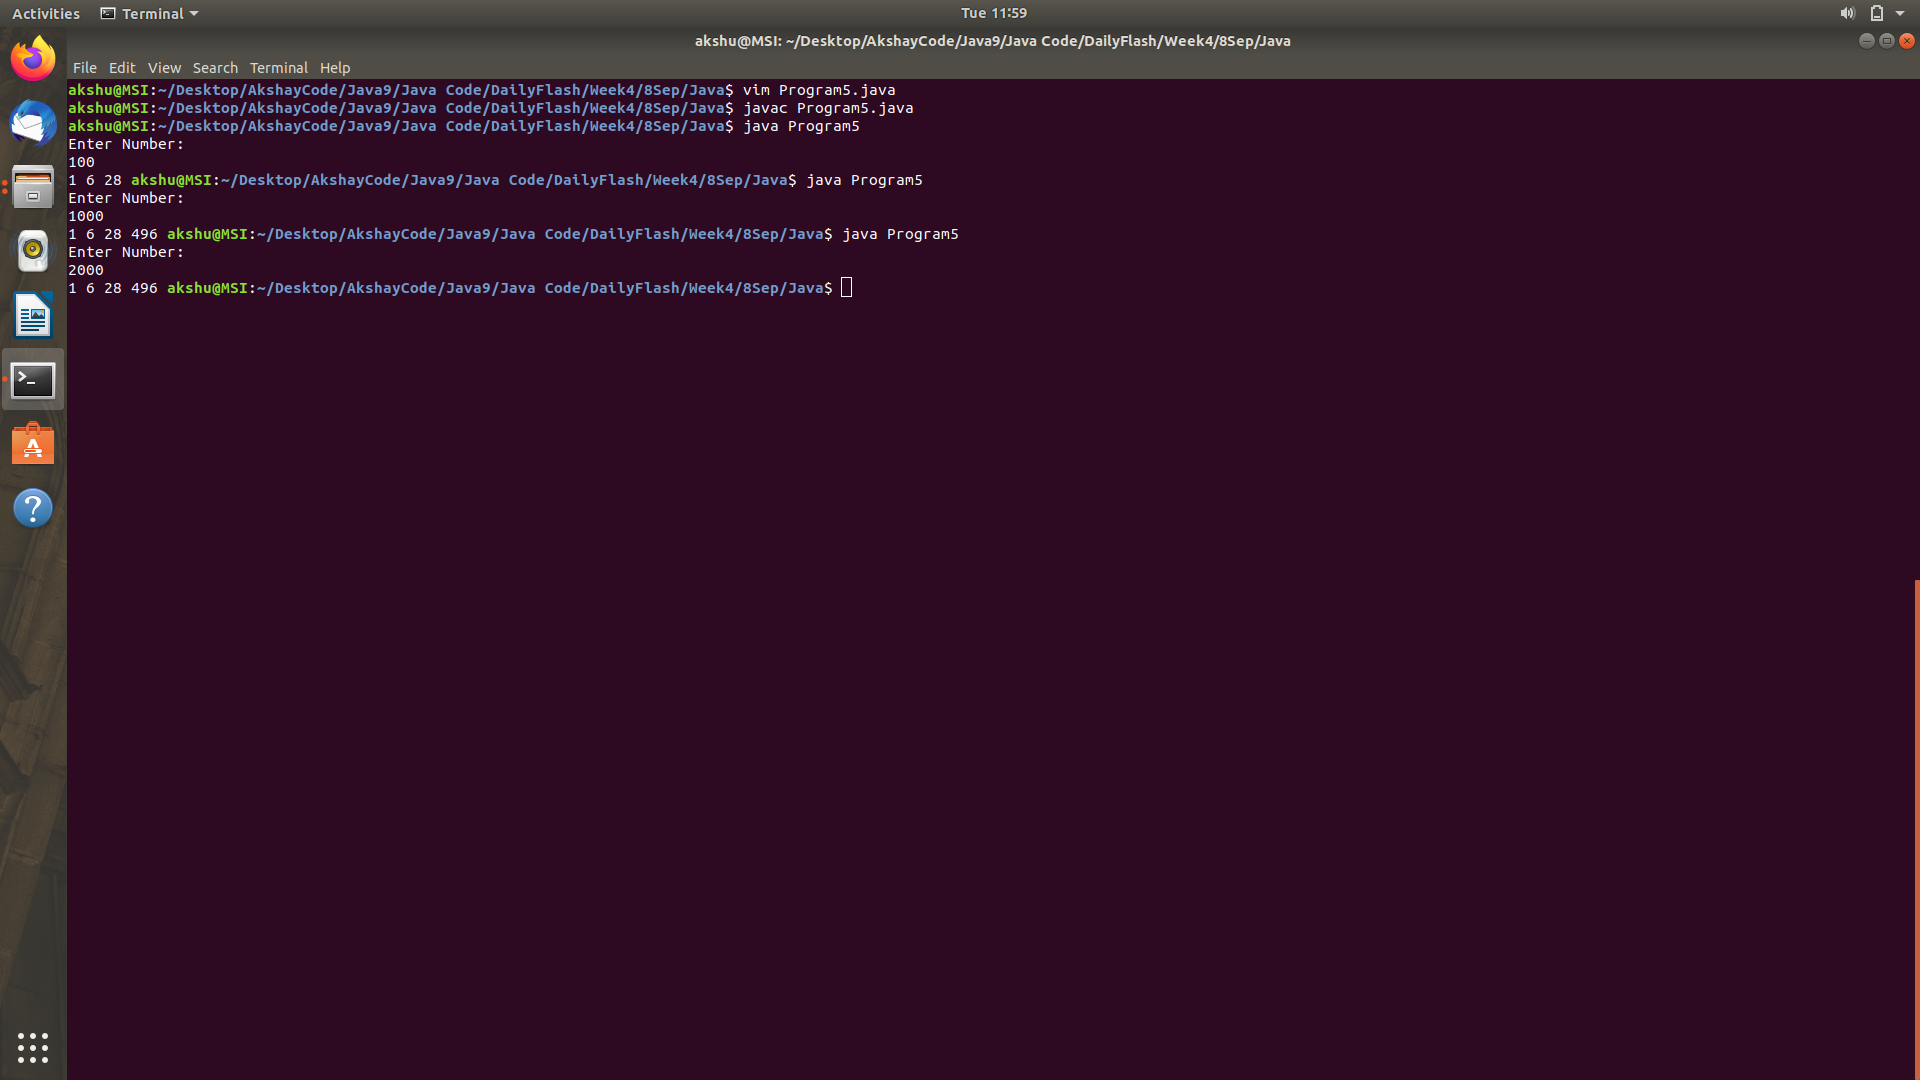 Activities Terminal Tue 11:59
akshu@MSI: ~/Desktop/AkshayCode/Java9/Java Code/DailyFlash/Week4/8Sep/Java
File Edit View Search Terminal Help
akshu@MSI:~/Desktop/AkshayCode/Java9/Java Code/DailyFlash/Week4/8Sep/Java$ vim Program5.java
akshu@MSI:~/Desktop/AkshayCode/Java9/Java Code/DailyFlash/Week4/8Sep/Java$ javac Program5.java
akshu@MSI:~/Desktop/AkshayCode/Java9/Java Code/DailyFlash/Week4/8Sep/Java$ java Program5
Enter Number:
100
1 6 28 akshu@MSI:~/Desktop/AkshayCode/Java9/Java Code/DailyFlash/Week4/8Sep/Java$ java Program5
Enter Number:
1000
1 6 28 496 akshu@MSI:~/Desktop/AkshayCode/Java9/Java Code/DailyFlash/Week4/8Sep/Java$ java Program5
Enter Number:
2000
1 6 28 496 akshu@MSI:~/Desktop/AkshayCode/Java9/Java Code/DailyFlash/Week4/8Sep/Java$